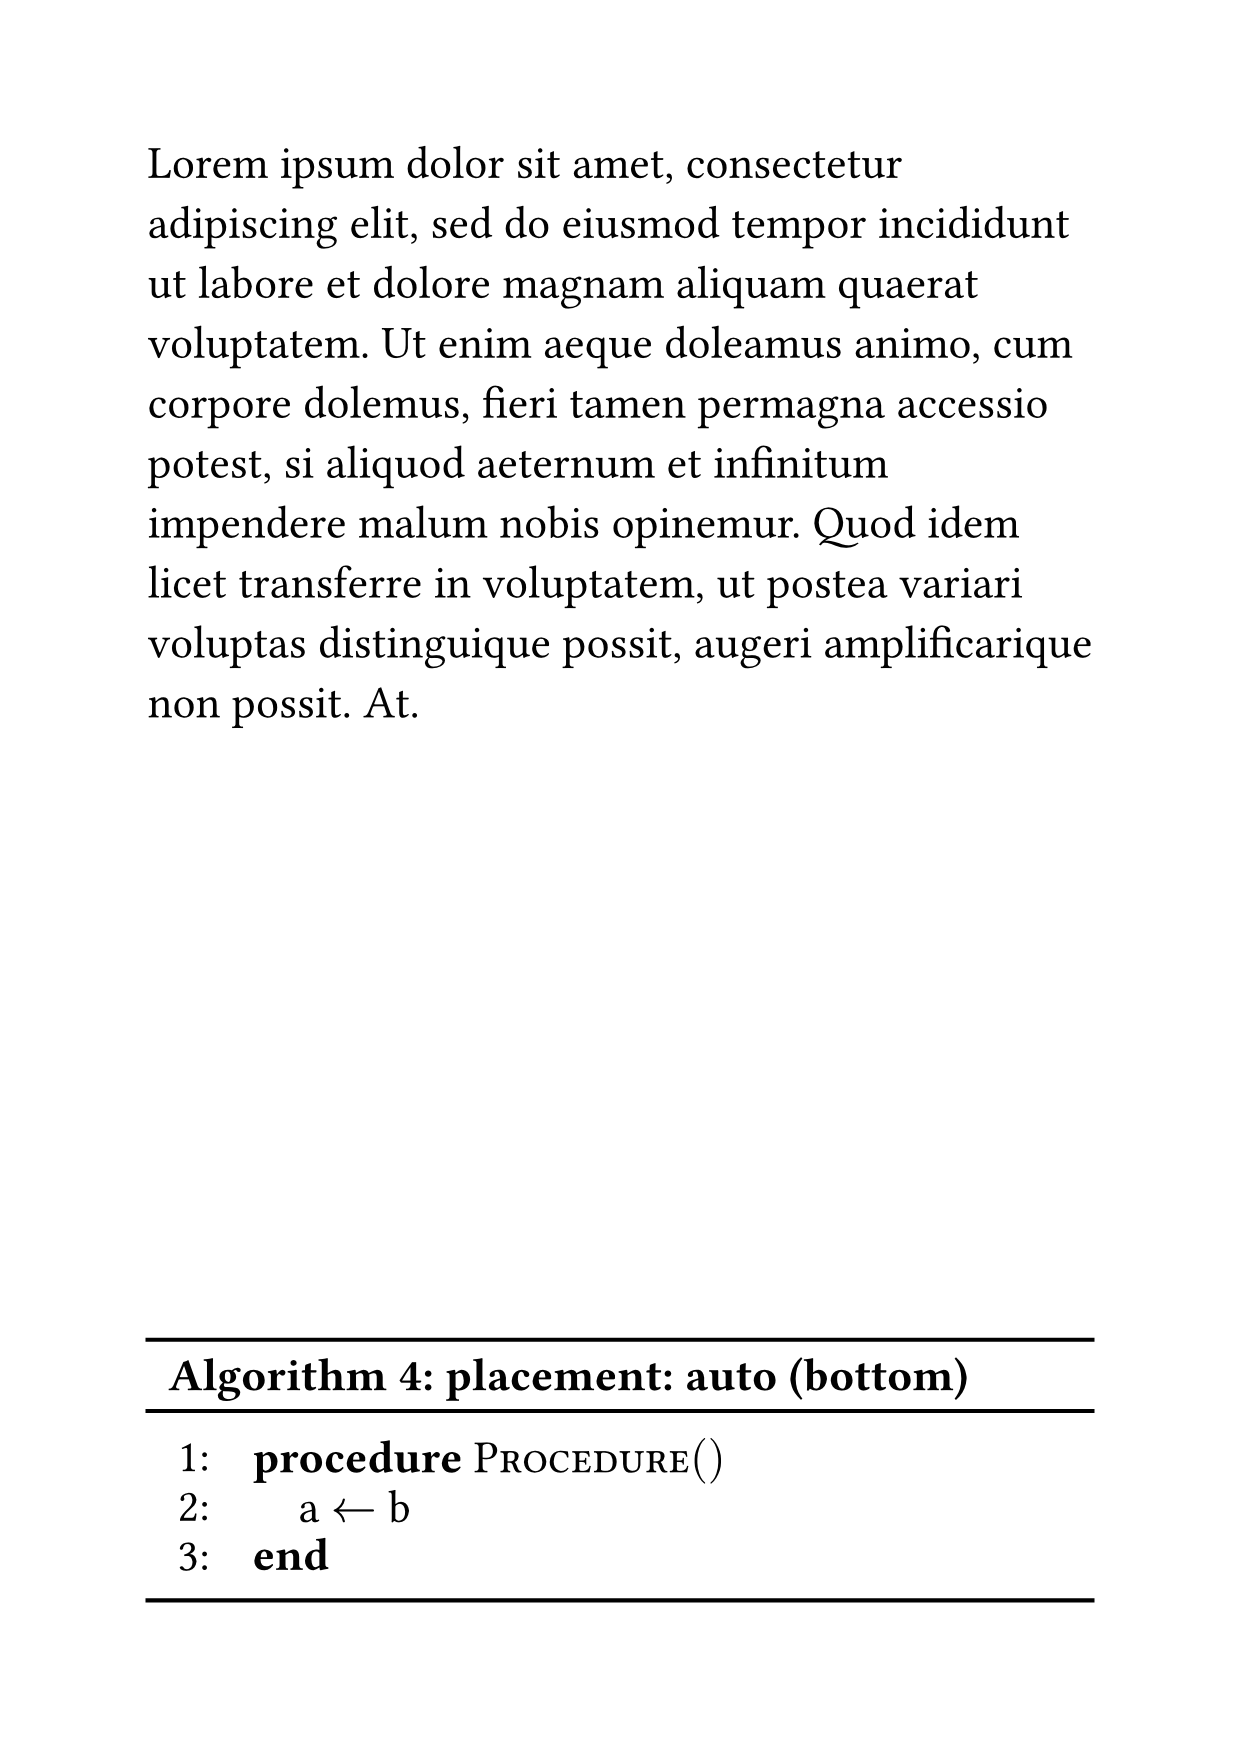 Lorem ipsum dolor sit amet, consectetur
adipiscing elit, sed do eiusmod tempor incididunt
ut labore et dolore magnam aliquam quaerat
voluptatem. Ut enim aeque doleamus animo, cum
corpore dolemus, fieri tamen permagna accessio
potest, si aliquod aeternum et infinitum
impendere malum nobis opinemur. Quod idem
licet transferre in voluptatem, ut postea variari
voluptas distinguique possit, augeri amplificarique
non possit. At.
Algorithm 4: placement: auto (bottom)
1: procedure Procedure()
2: a ← b
3: end